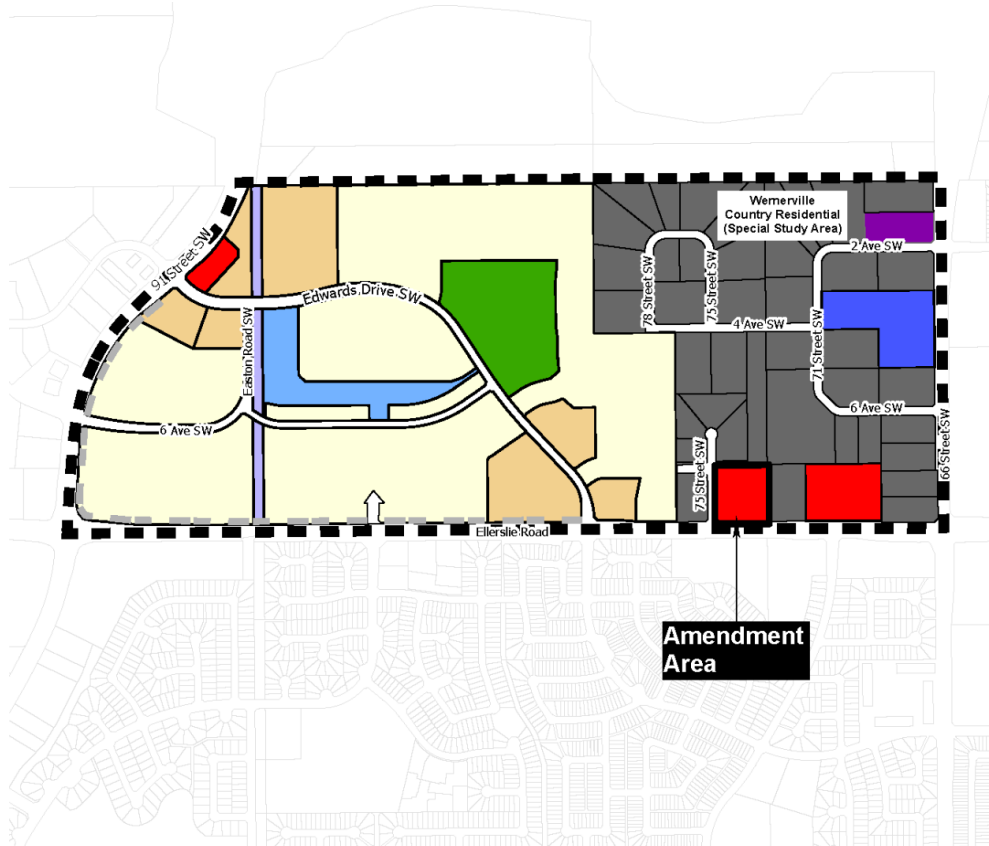 Wernerville
Country Residential
(Special Study Area)
2 Ave SW
91 Street SW
78 Street SW
75 Street SW
Edwards Drive SW
4 Ave SW
71 Street SW
Easton Road SW
6 Ave SW
6 Ave SW
66 Street SW
75 Street SW
Ellerslie Road
Amendment
Area